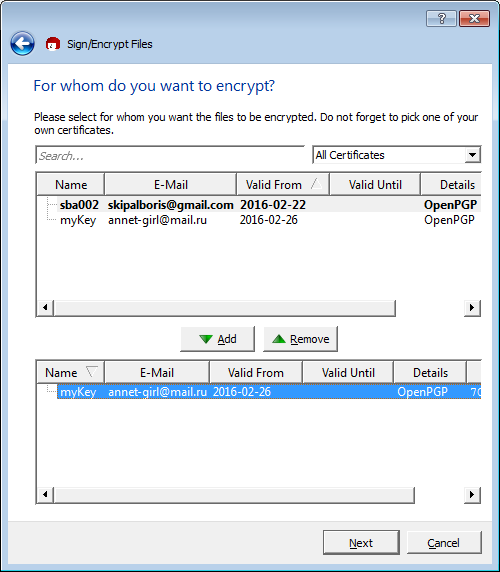 Sign/Encrypt Files
For whom do you want to encrypt?
Please select for whom you want the files to be encrypted. Do not forget to pick one of your
own certificates.
Search... All Certificates
Name E-Mail Valid From Valid Until Details
sba002 skipalboris@gmail.com 2016-02-22 OpenPGP
myKey annet-girl@mail.ru 2016-02-26 OpenPGP
Add Remove
Name E-Mail Valid From Valid Until Details
myKey annet-girl@mail.ru 2016-02-26 OpenPGP
Next Cancel